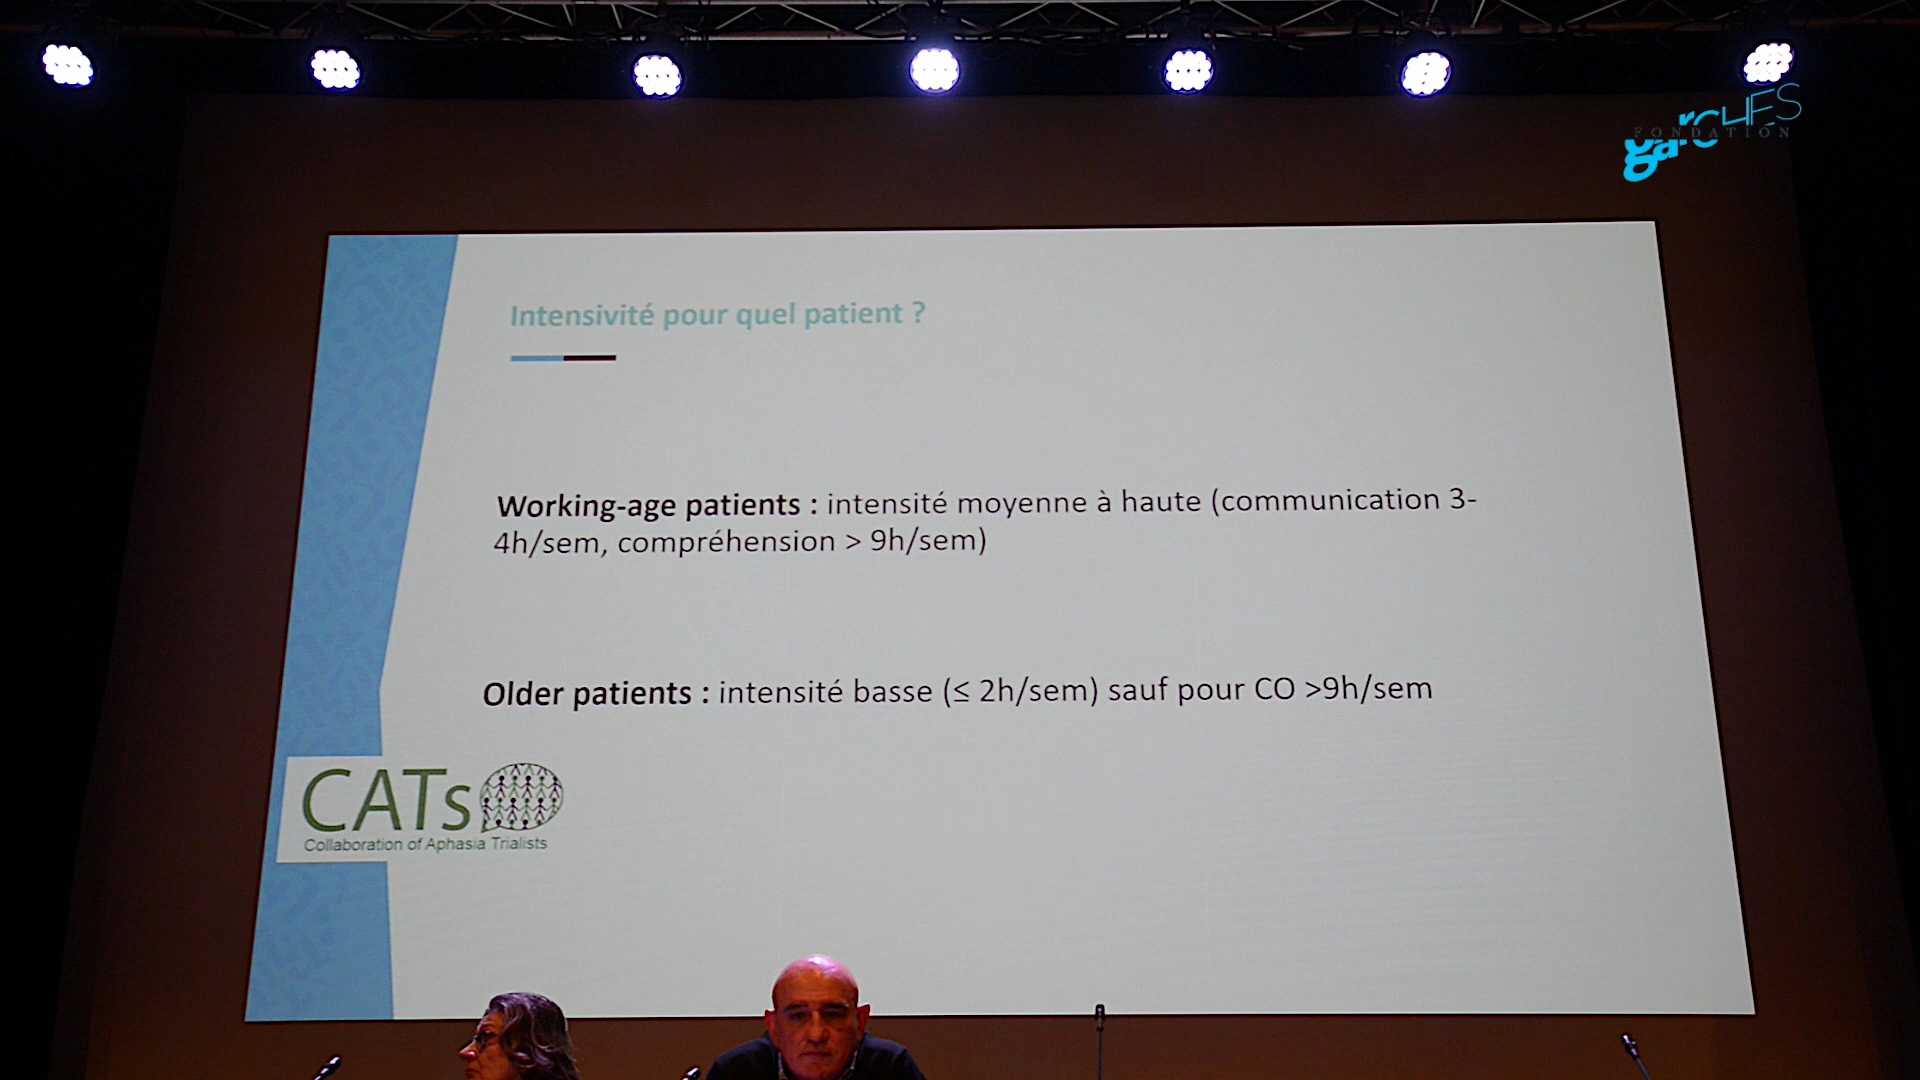 garCHES
FONDATION
Intensivité pour quel patient ?
Working-age patients : intensité moyenne à haute (communication 3-
4h/sem, compréhension > 9h/sem)
Older patients : intensité basse (≤ 2h/sem) sauf pour CO >9h/sem
CATs
Collaboration of Aphasia Trialists